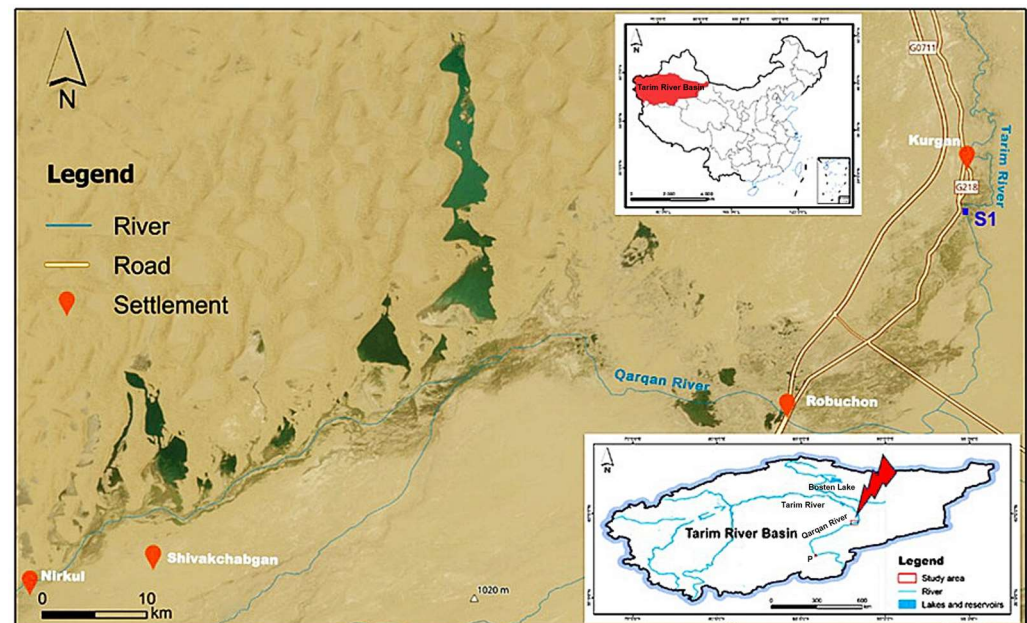 N
Legend
River
Road
Settlement
Tarim River Basin
G0711
Kurgan
Tarim River
G218
S1
Qarqan River
Robuchon
Shivakchabgan
Nirkul
0 10
km
1020 m
N
Bosten Lake
Tarim River
Qarqan River
Tarim River Basin
P
Legend
Study area
River
Lakes and reservoirs
0 300 600
km